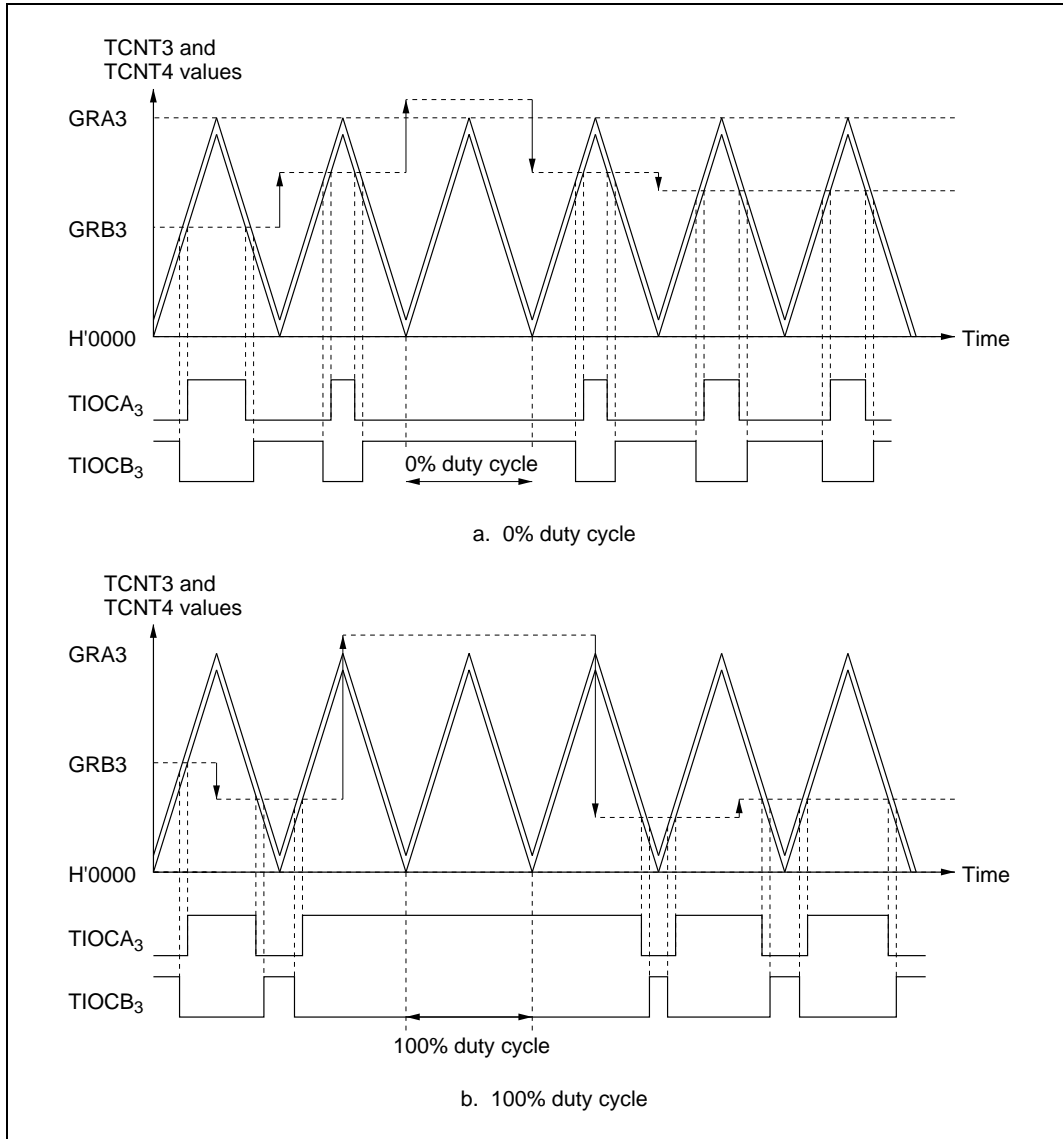 TCNT3 and
TCNT4 values
GRA3
GRB3
H'0000
Time
TIOCA3
TIOCB3
0% duty cycle
a. 0% duty cycle
TCNT3 and
TCNT4 values
GRA3
GRB3
H'0000
Time
TIOCA3
TIOCB3
100% duty cycle
b. 100% duty cycle